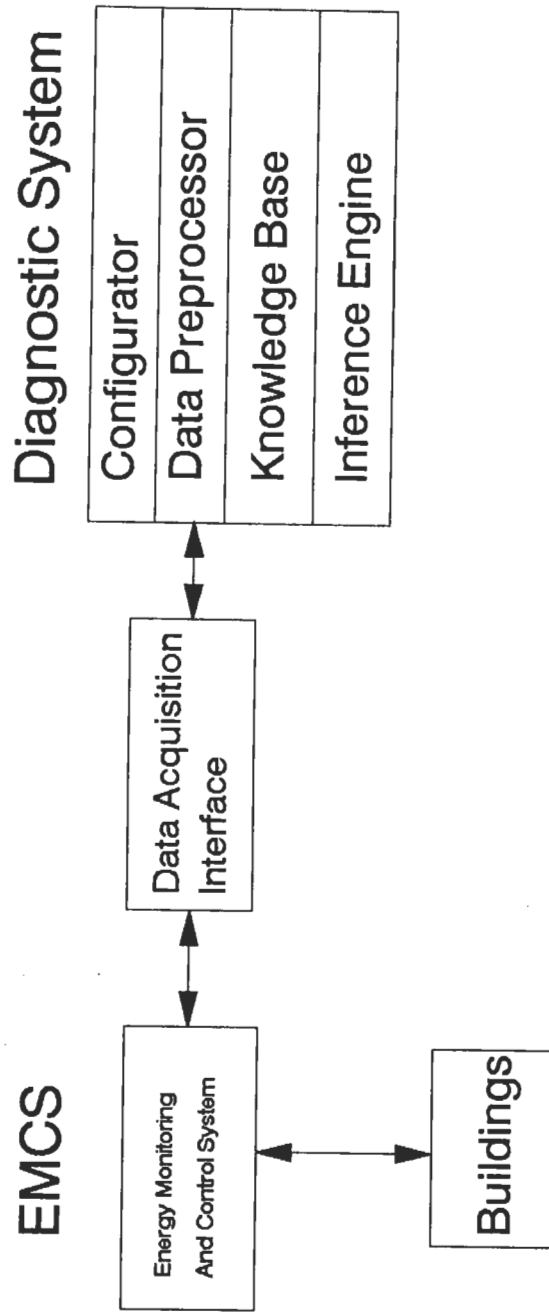 EMCS
Energy Monitoring
And Control System
Buildings
Data Acquisition
Interface
Diagnostic System
Configurator
Data Preprocessor
Knowledge Base
Inference Engine